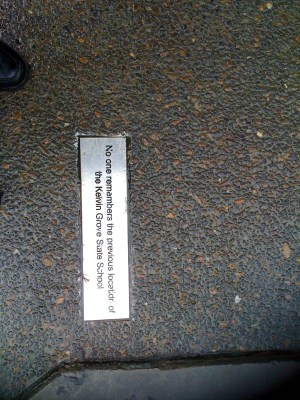 No one remembers the previous location of
the Kelvin Grove State School